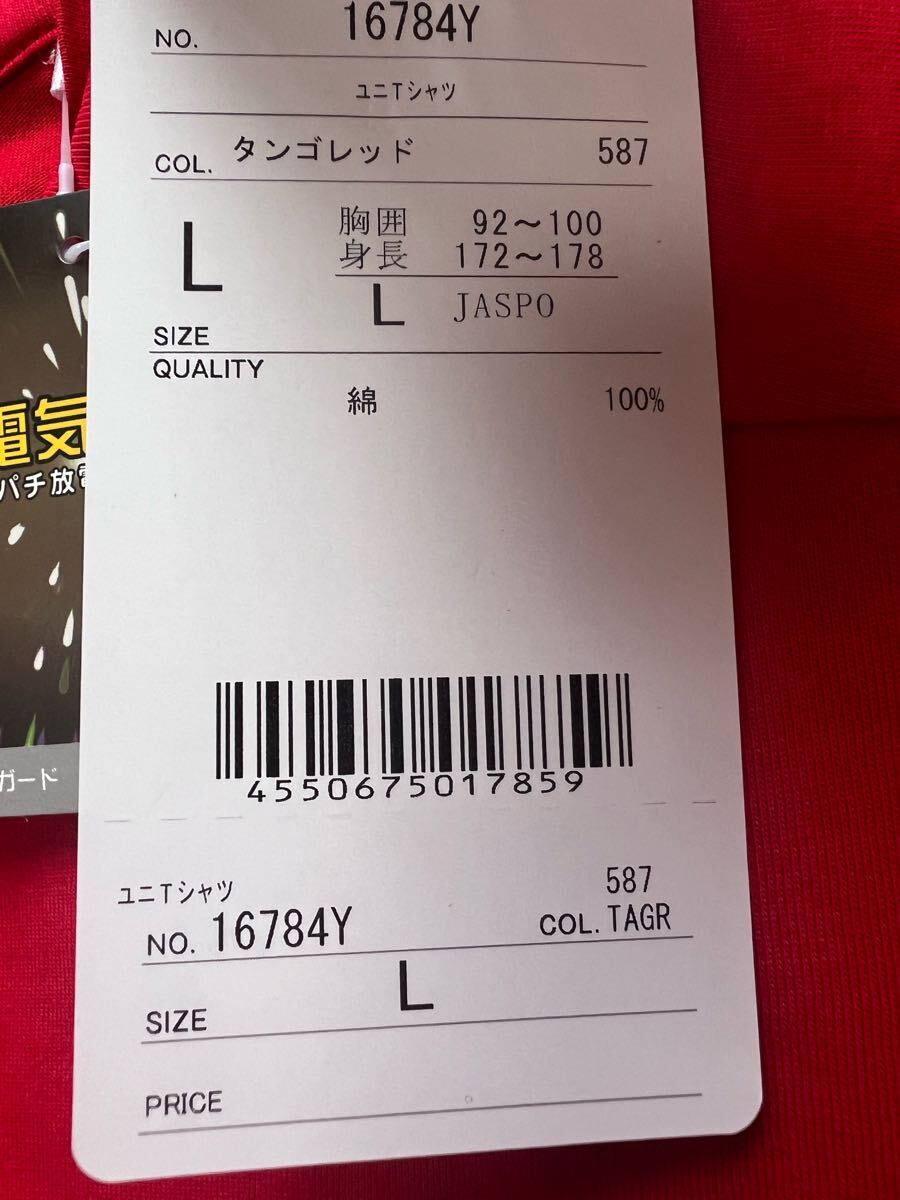 NO. 16784Y
ユニTシャツ
COL. タンゴレッド 587
L 胸囲 92〜100
身長 172〜178
L JASPO
SIZE
QUALITY
綿 100%
電気
パチ放電
ガード
4550675017859
ユニTシャツ 587
NO. 16784Y COL. TAGR
L
SIZE
PRICE